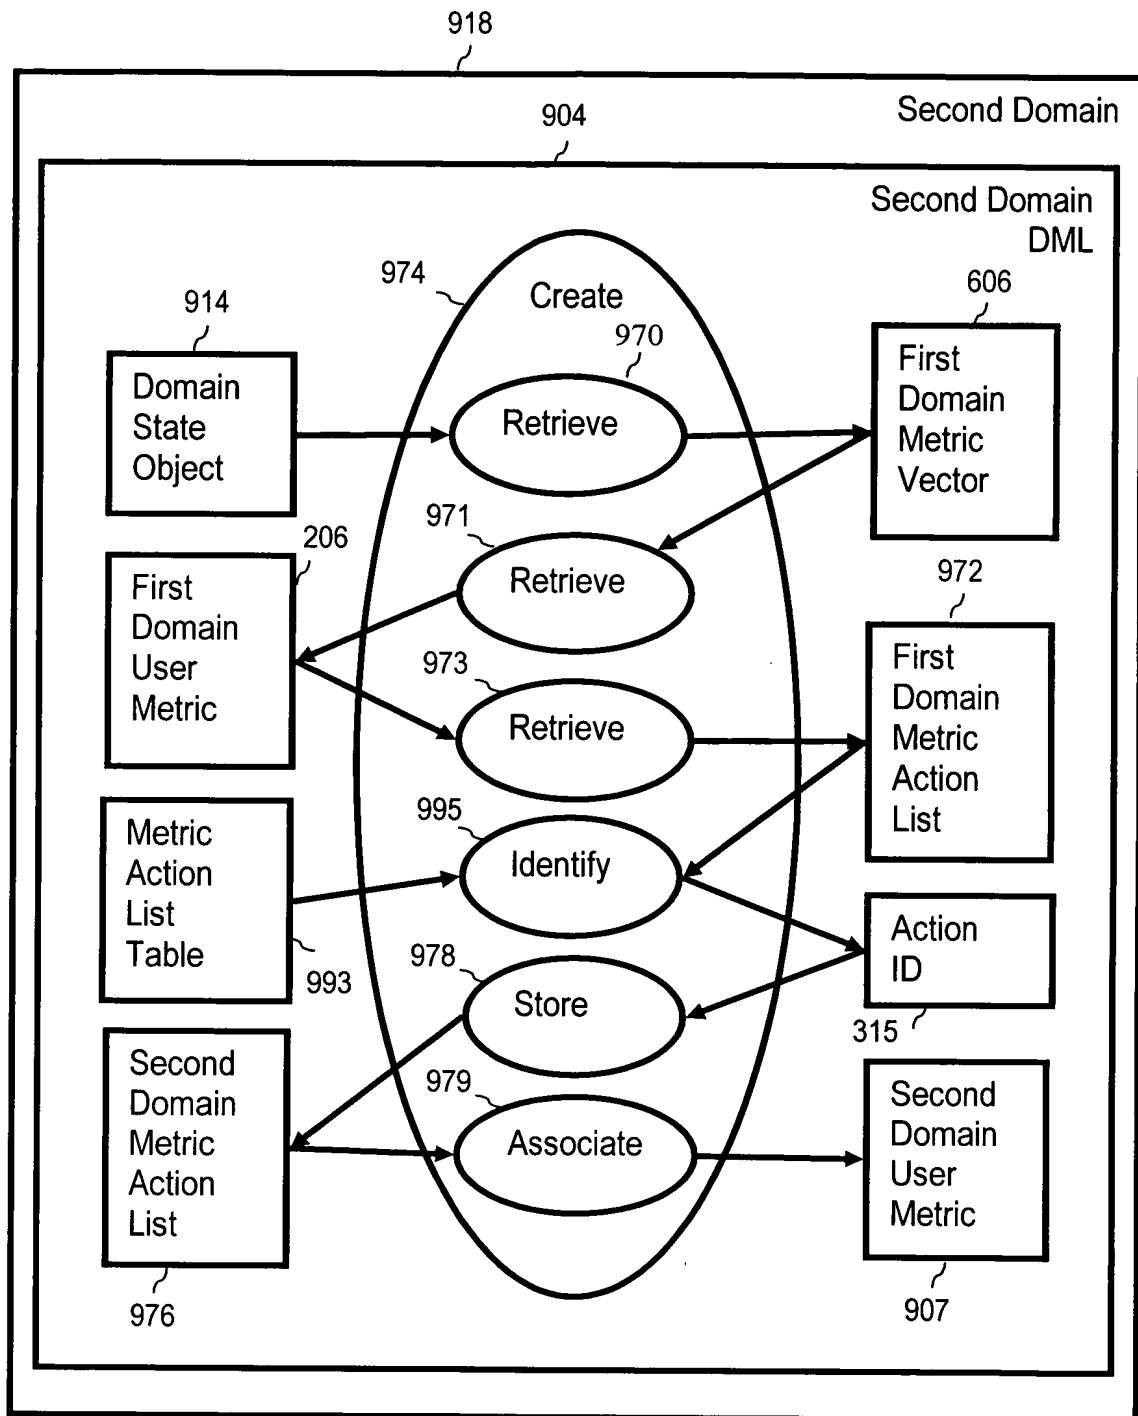 918
Second Domain
904
Second Domain
DML
974
Create
914
Domain
State
Object
970
Retrieve
606
First
Domain
Metric
Vector
971
Retrieve
206
First
Domain
User
Metric
973
Retrieve
972
First
Domain
Metric
Action
List
995
Identify
Metric
Action
List
Table
993
Action
ID
315
978
Store
Second
Domain
Metric
Action
List
976
979
Associate
Second
Domain
User
Metric
907